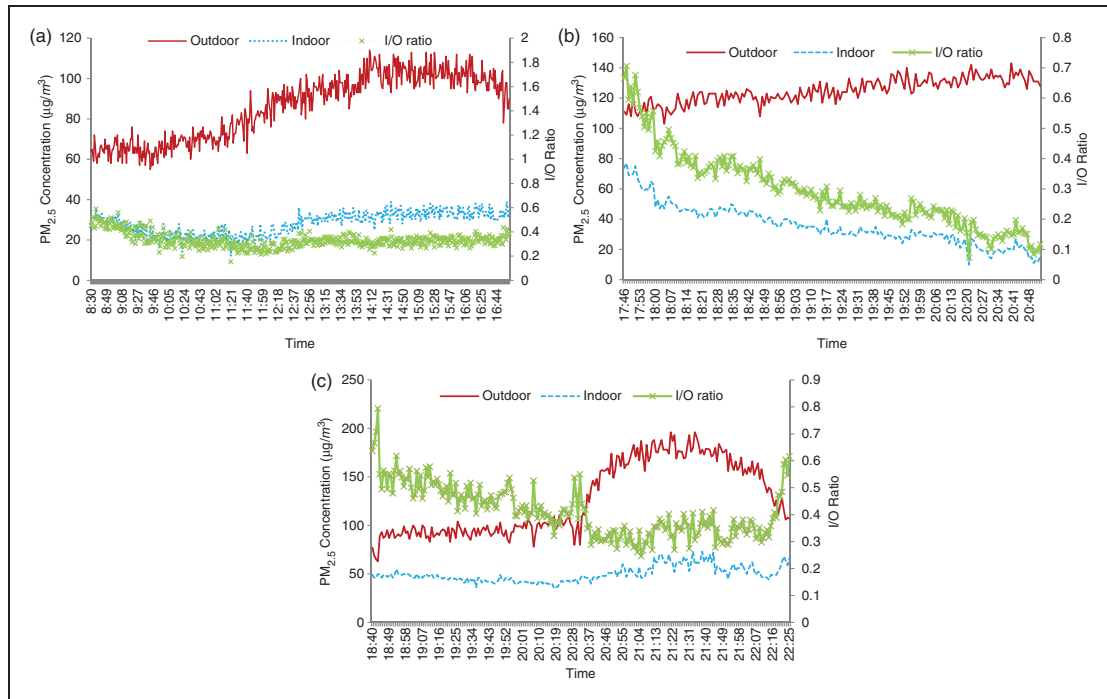 (a)
Outdoor Indoor I/O ratio
PM2.5 Concentration (μg/m3)
120
100
80
60
40
20
0
2
1.8
1.6
1.4
1.2
1
0.8
0.6
0.4
0.2
0
I/O Ratio
8:30 8:49 9:08 9:27 9:46 10:05 10:24 10:43 11:02 11:21 11:40 11:59 12:18 12:37 12:56 13:15 13:34 13:53 14:12 14:31 14:50 15:09 15:28 15:47 16:06 16:25 16:44
Time
(b)
Outdoor Indoor I/O ratio
PM2.5 Concentration (μg/m3)
160
140
120
100
80
60
40
20
0
0.8
0.7
0.6
0.5
0.4
0.3
0.2
0.1
0
I/O Ratio
17:46 17:53 18:00 18:07 18:14 18:21 18:28 18:35 18:42 18:49 18:56 19:03 19:10 19:17 19:24 19:31 19:38 19:45 19:52 19:59 20:06 20:13 20:20 20:27 20:34 20:41 20:48
Time
(c)
Outdoor Indoor I/O ratio
PM2.5 Concentration (μg/m3)
250
200
150
100
50
0
0.9
0.8
0.7
0.6
0.5
0.4
0.3
0.2
0.1
0
I/O Ratio
18:40 18:49 18:58 19:07 19:16 19:25 19:34 19:43 19:52 20:01 20:10 20:19 20:28 20:37 20:46 20:55 21:04 21:13 21:22 21:31 21:40 21:49 21:58 22:07 22:16 22:25
Time